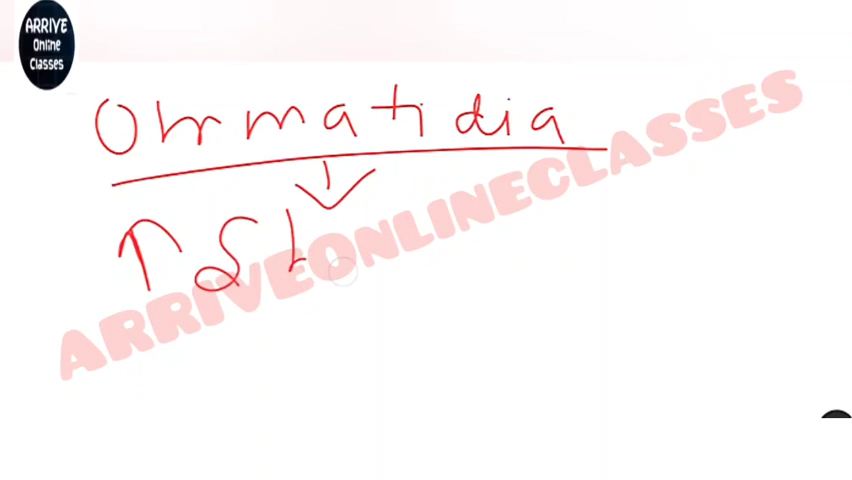 ARRIVE
Online
Classes
Ommatidia
↑ S
ARRIVEONLINECLASSES